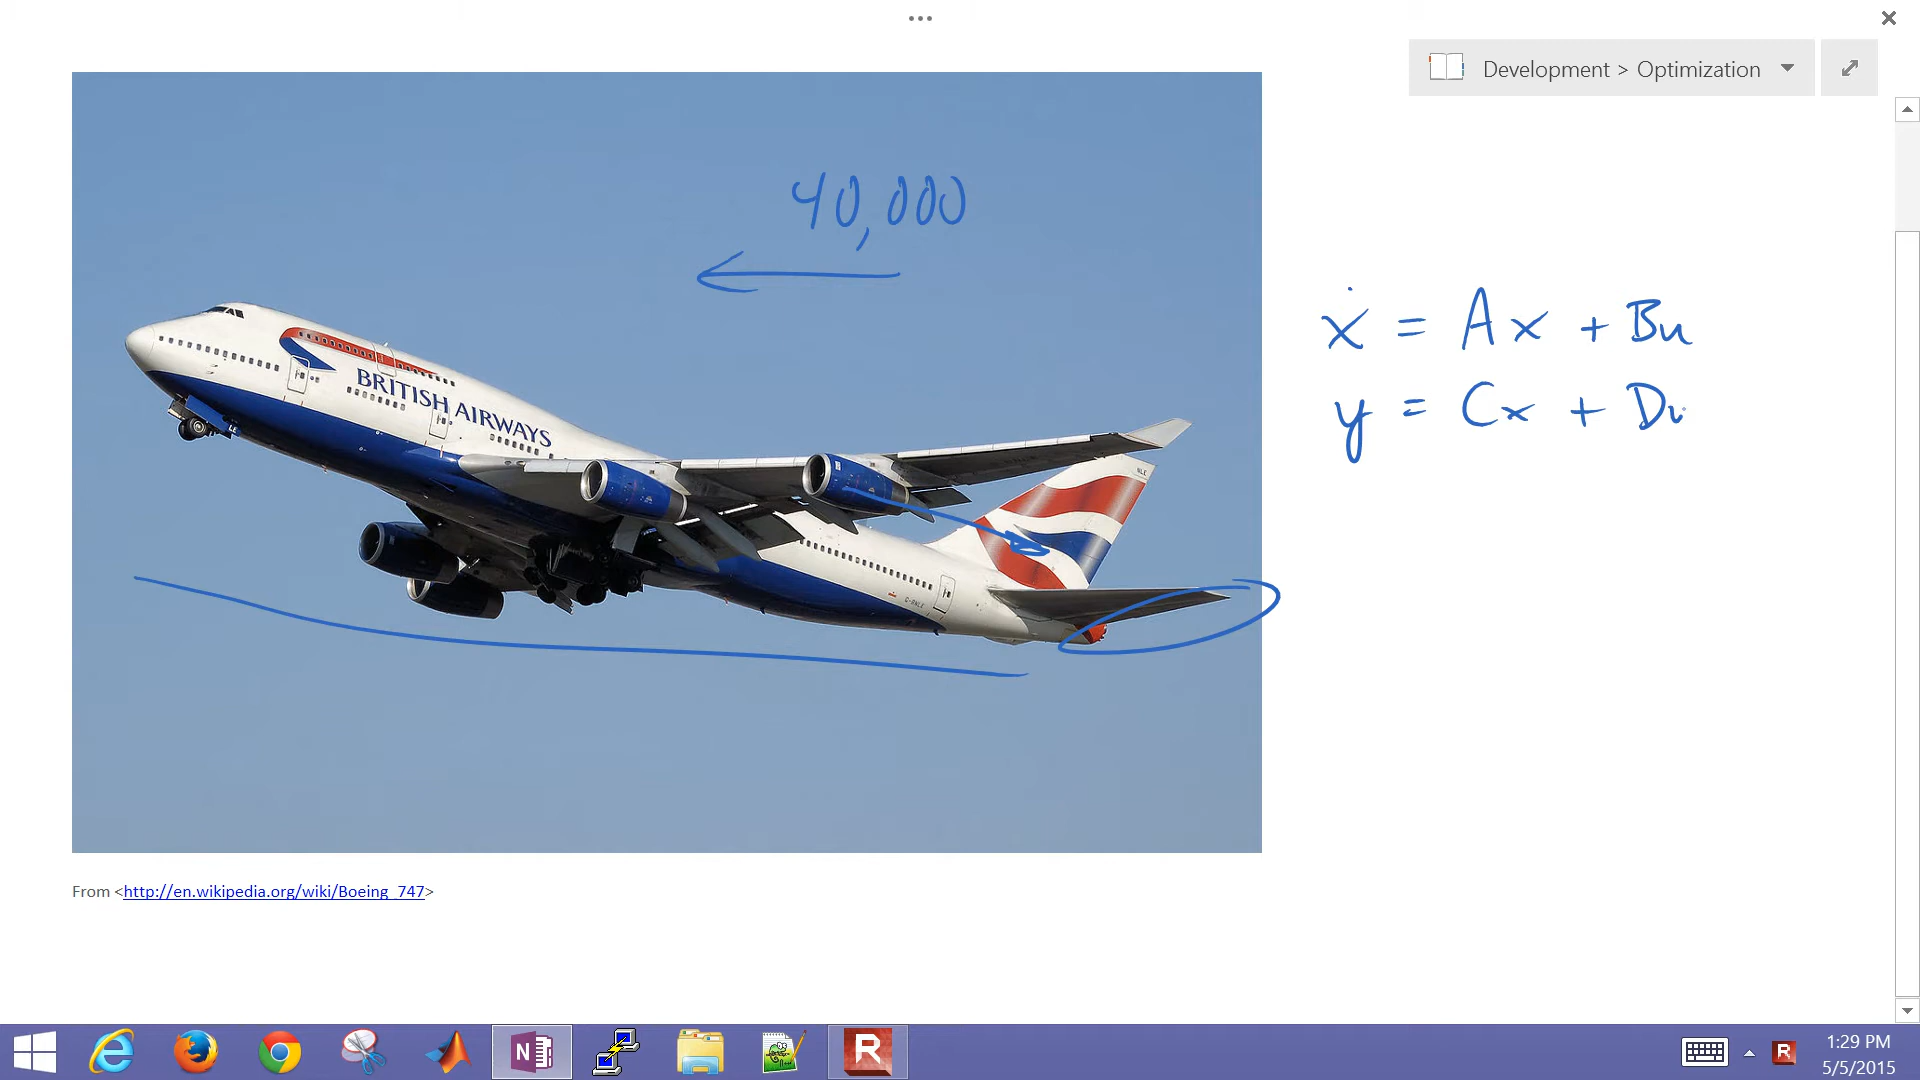 ...
Development > Optimization
40,000
BRITISH AIRWAYS
ẋ = Ax + Bu
y = Cx + Du
From <http://en.wikipedia.org/wiki/Boeing_747>
N
R
R
1:29 PM
5/5/2015